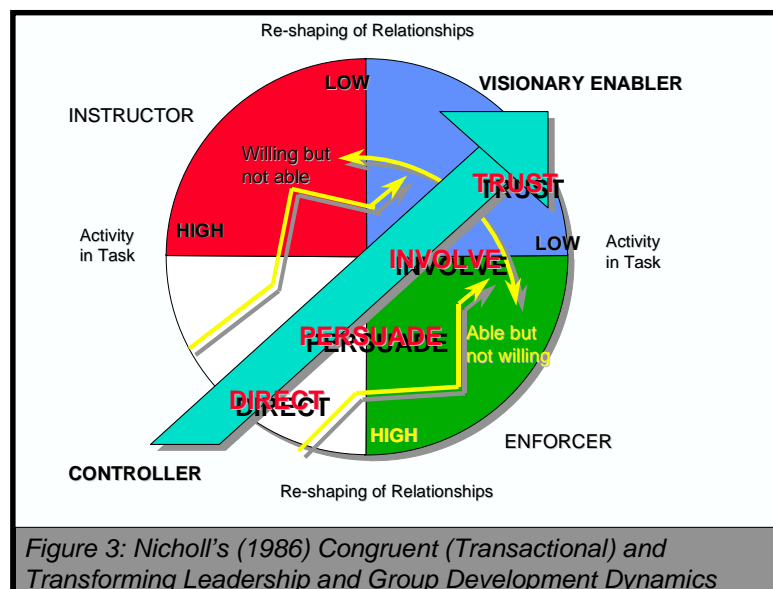 Re-shaping of Relationships
LOW
VISIONARY ENABLER
INSTRUCTOR
Willing but
not able
TRUST
HIGH
Activity
in Task
LOW
Activity
in Task
INVOLVE
PERSUADE
Able but
not willing
DIRECT
HIGH
ENFORCER
CONTROLLER
Re-shaping of Relationships
Figure 3: Nicholl's (1986) Congruent (Transactional) and
Transforming Leadership and Group Development Dynamics